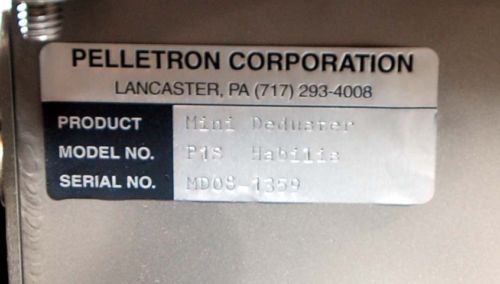 PELLETRON CORPORATION
LANCASTER, PA (717) 293-4008
PRODUCT Mini Deduster
MODEL NO. P1S Habilis
SERIAL NO. MD08-1359